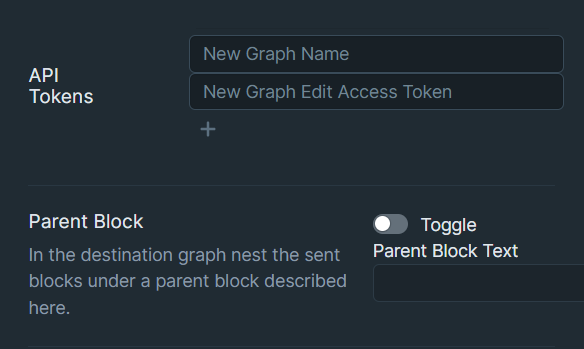 New Graph Name
API
Tokens
New Graph Edit Access Token
+
Parent Block
Toggle
In the destination graph nest the sent
Parent Block Text
blocks under a parent block described
here.